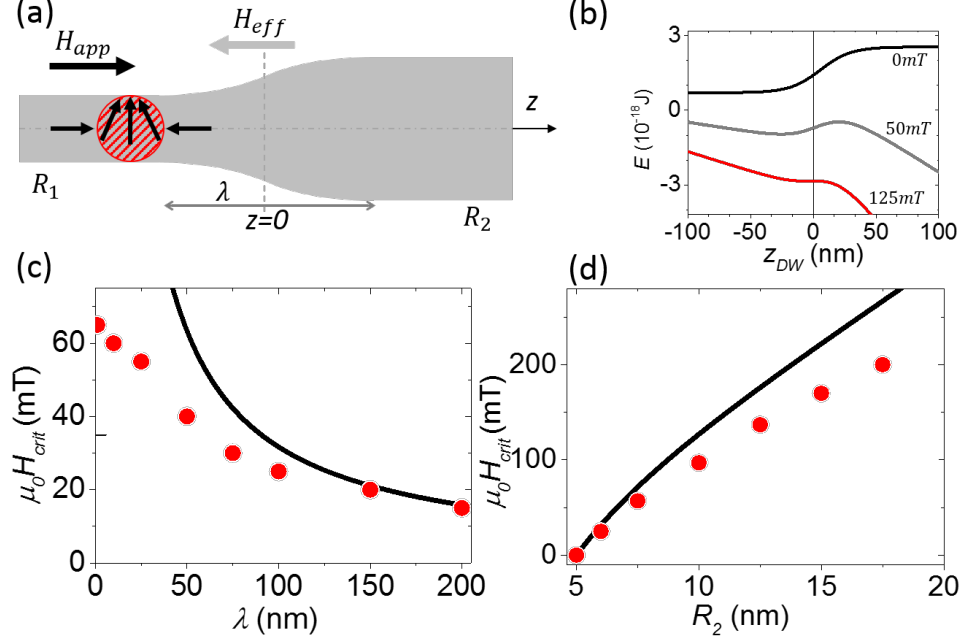 (a)
H_app
H_eff
z
R_1
λ
z=0
R_2
(b)
3
0
-3
E (10^-18 J)
0mT
50mT
125mT
-100 -50 0 50 100
z_DW (nm)
(c)
60
40
20
0
μ_0H_crit (mT)
0 50 100 150 200
λ (nm)
(d)
200
100
0
μ_0H_crit (mT)
5 10 15 20
R_2 (nm)